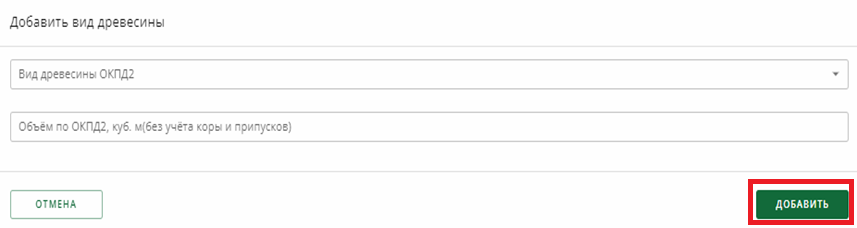 Добавить вид древесины
Вид древесины ОКПД2
Объём по ОКПД2, куб. м(без учёта коры и припусков)
ОТМЕНА
ДОБАВИТЬ